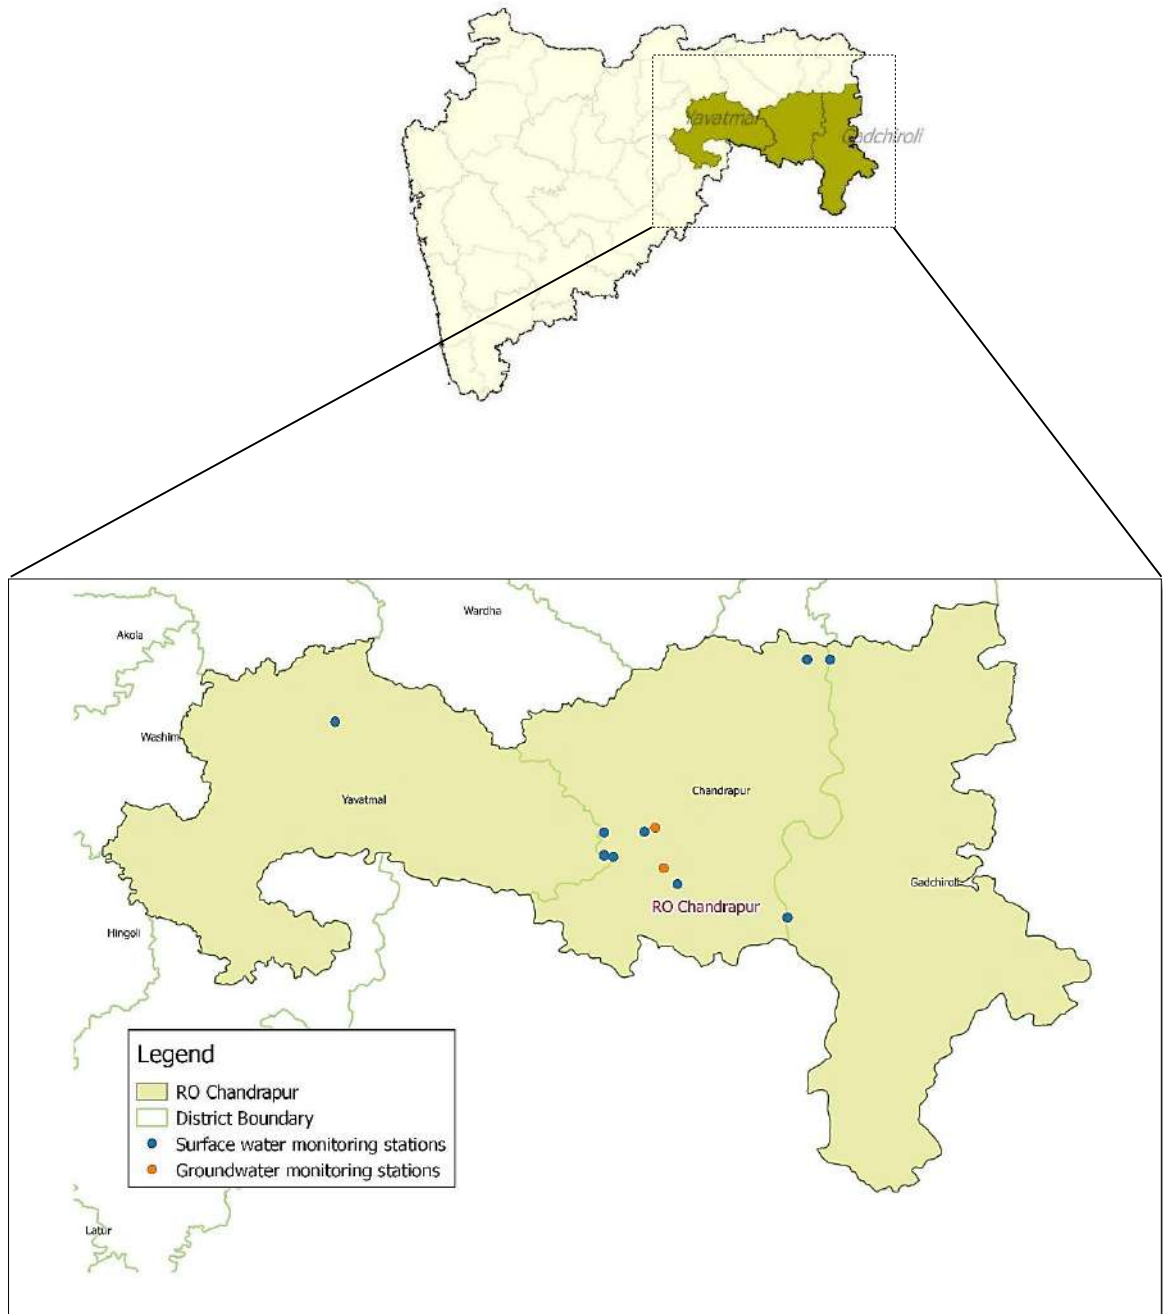 Yavatmal
Gadchiroli
Wardha
Akola
Washim
Yavatmal
Chandrapur
Gadchiroli
RO Chandrapur
Hingoli
Legend
RO Chandrapur
District Boundary
Surface water monitoring stations
Groundwater monitoring stations
Latur